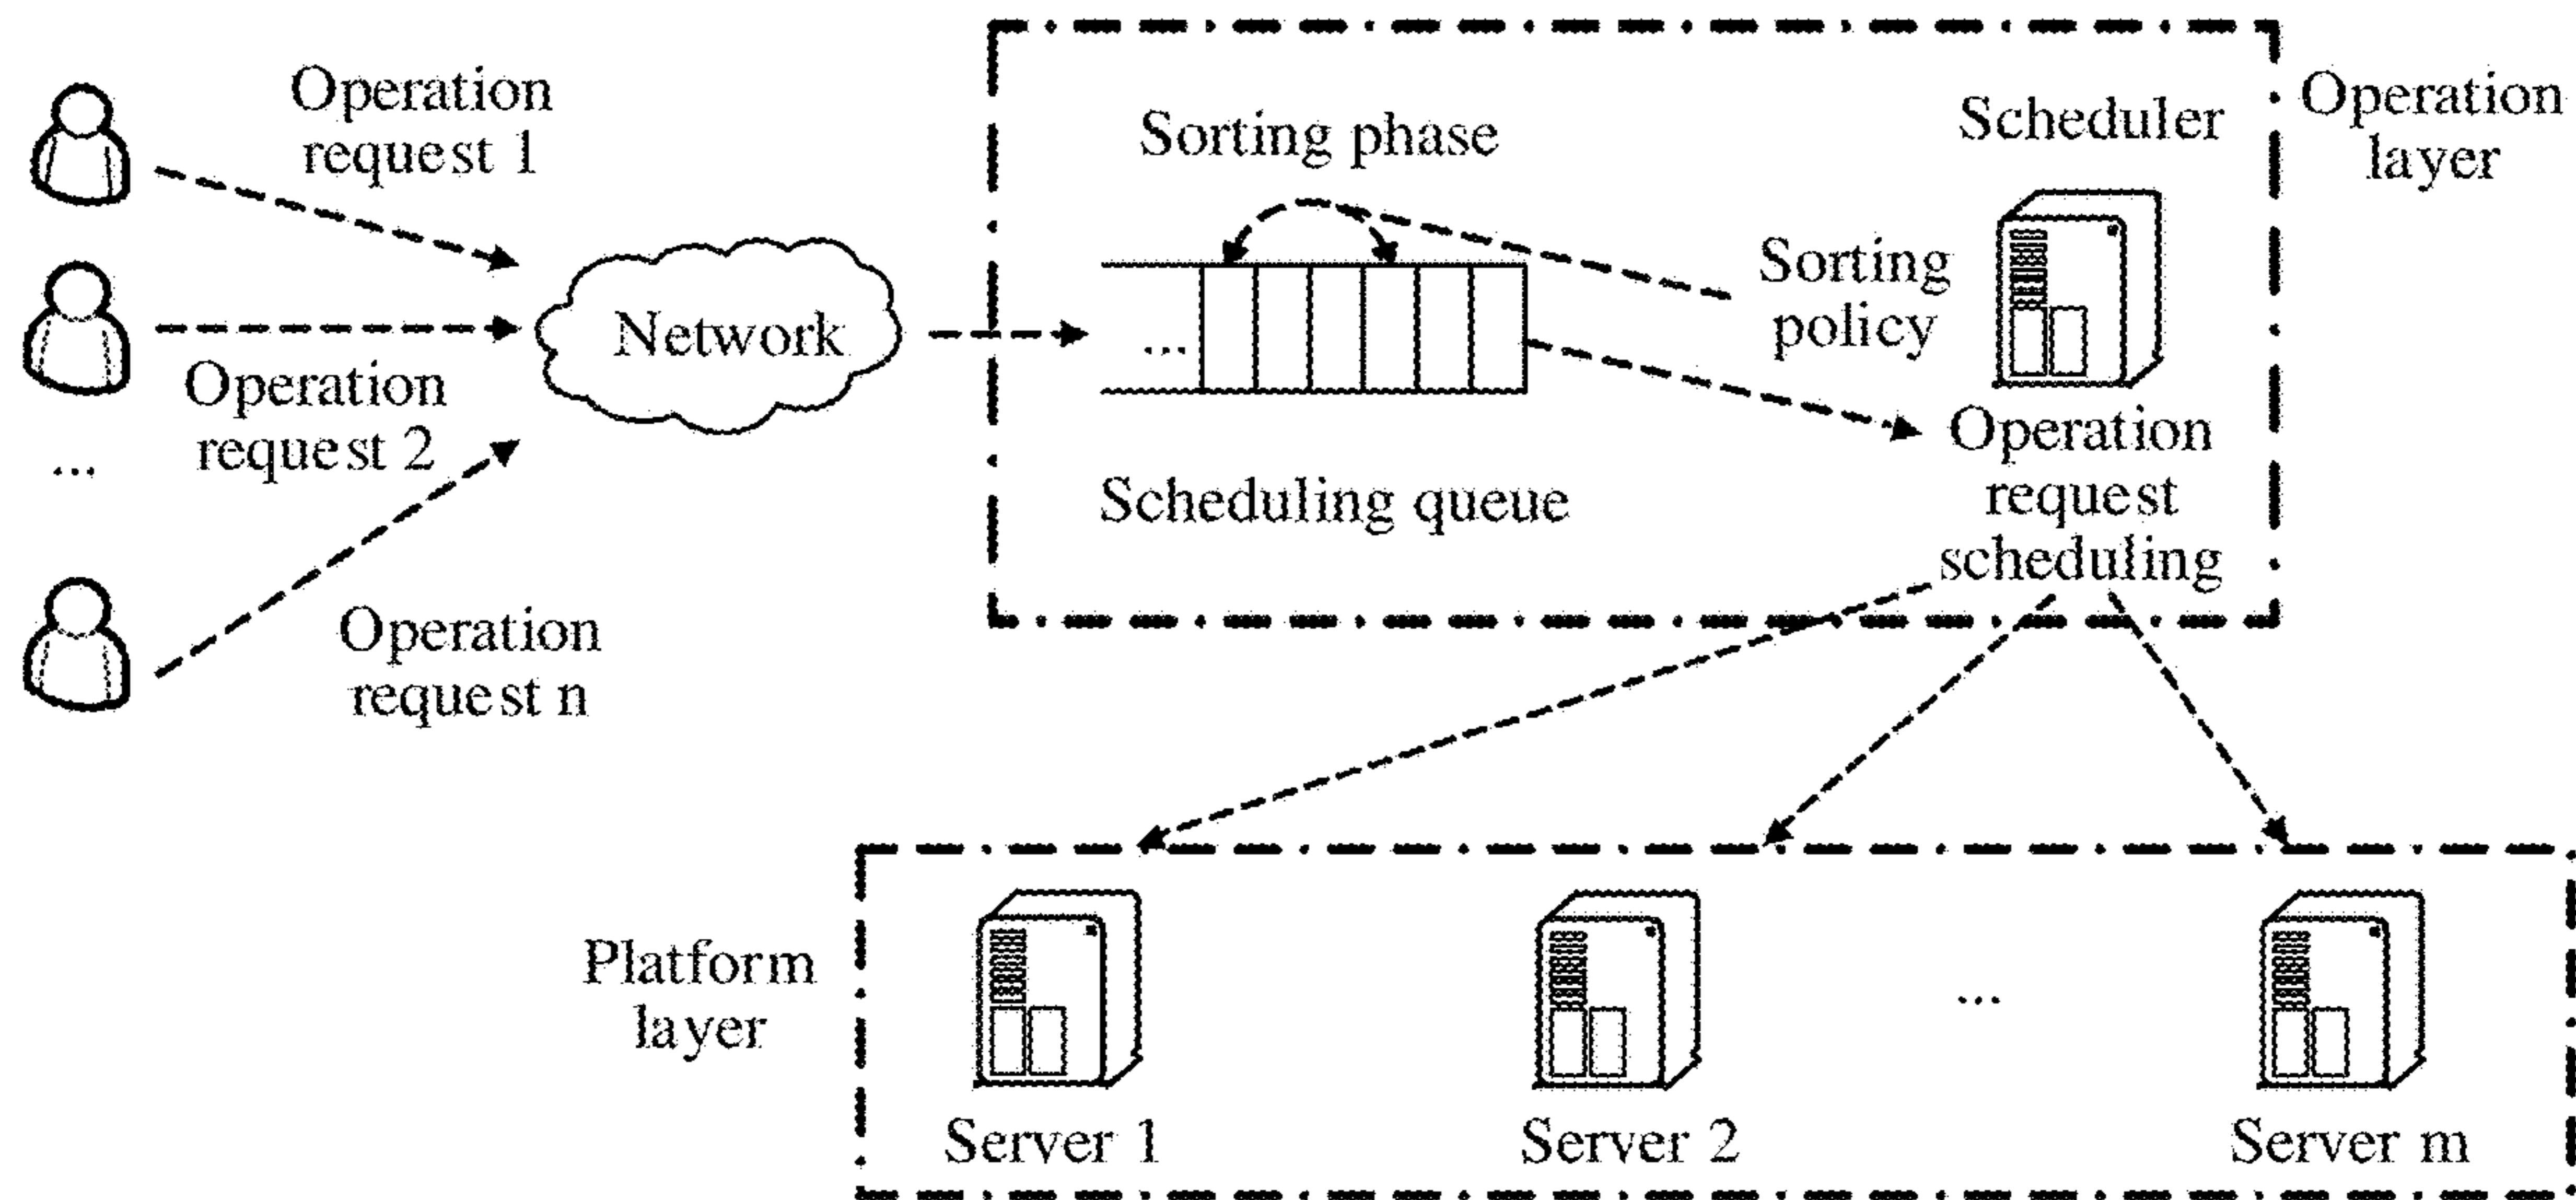 Operation
request 1
Operation
request 2
...
Operation
request n
Network
Sorting phase
...
Scheduling queue
Sorting
policy
Scheduler
Operation
request
scheduling
Operation
layer
Platform
layer
Server 1
Server 2
...
Server m